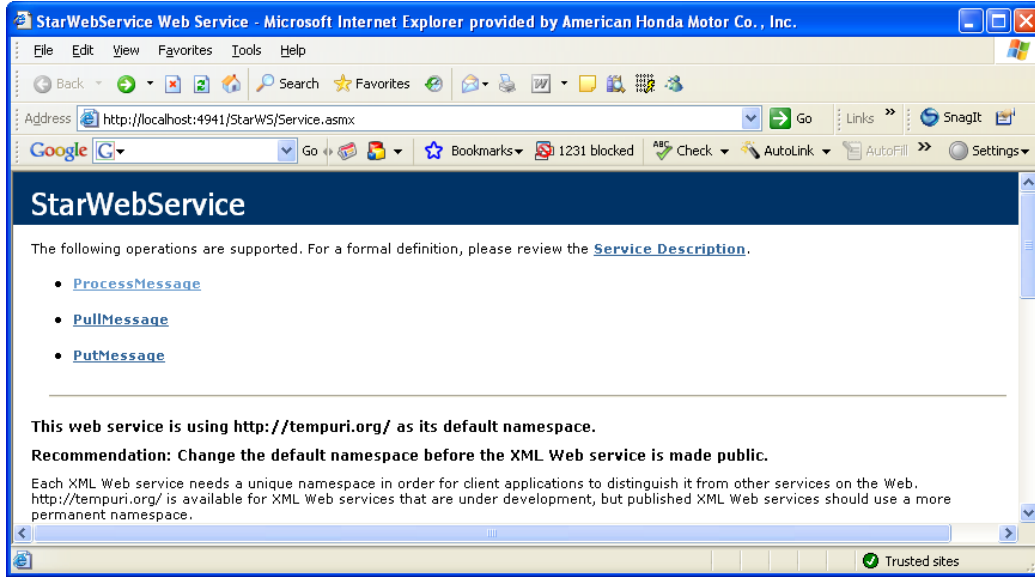 StarWebService Web Service - Microsoft Internet Explorer provided by American Honda Motor Co., Inc.
File Edit View Favorites Tools Help
Back Search Favorites
Address http://localhost:4941/StarWS/Service.asmx Go Links » SnagIt
Google G Go Bookmarks 1231 blocked ABC Check AutoLink AutoFill » Settings
StarWebService
The following operations are supported. For a formal definition, please review the Service Description.
• ProcessMessage
• PullMessage
• PutMessage
This web service is using http://tempuri.org/ as its default namespace.
Recommendation: Change the default namespace before the XML Web service is made public.
Each XML Web service needs a unique namespace in order for client applications to distinguish it from other services on the Web.
http://tempuri.org/ is available for XML Web services that are under development, but published XML Web services should use a more
permanent namespace.
Trusted sites